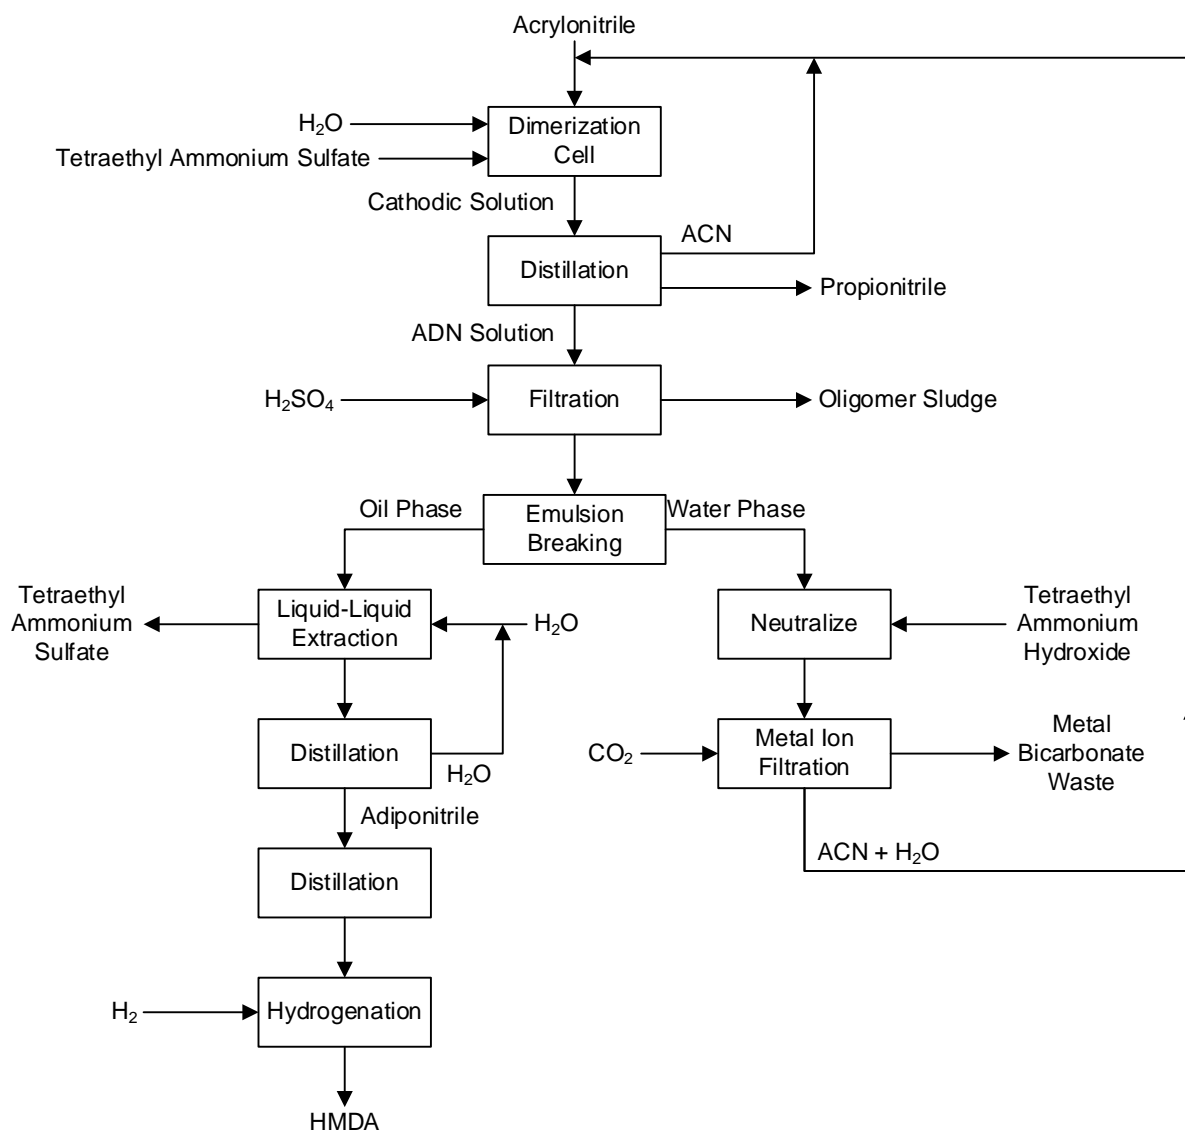 Acrylonitrile
H₂O
Tetraethyl Ammonium Sulfate
Dimerization
Cell
Cathodic Solution
ACN
Distillation
Propionitrile
ADN Solution
H₂SO₄
Filtration
Oligomer Sludge
Oil Phase
Emulsion
Breaking
Water Phase
Tetraethyl
Ammonium
Sulfate
Liquid-Liquid
Extraction
H₂O
Neutralize
Tetraethyl
Ammonium
Hydroxide
Distillation
H₂O
CO₂
Metal Ion
Filtration
Metal
Bicarbonate
Waste
Adiponitrile
ACN + H₂O
Distillation
H₂
Hydrogenation
HMDA